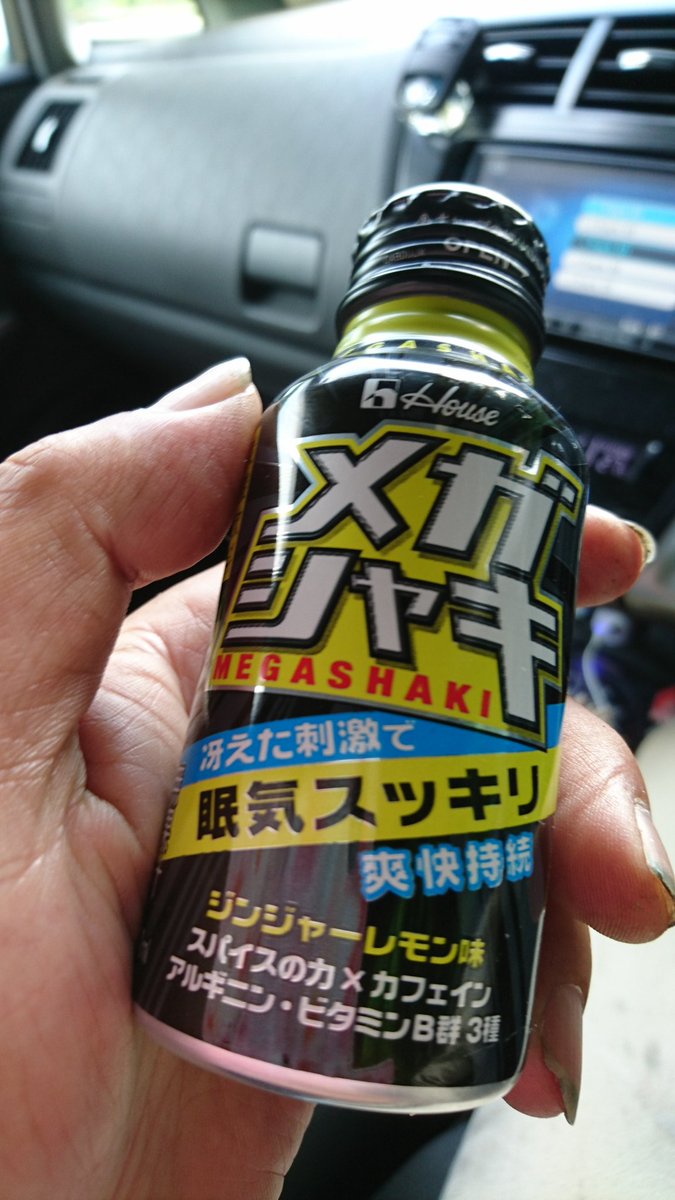 OPEN
House
メガ
シャキ
MEGASHAKI
冴えた刺激で
眠気スッキリ
爽快持続
ジンジャーレモン味
スパイスの力×カフェイン
アルギニン・ビタミンB群3種